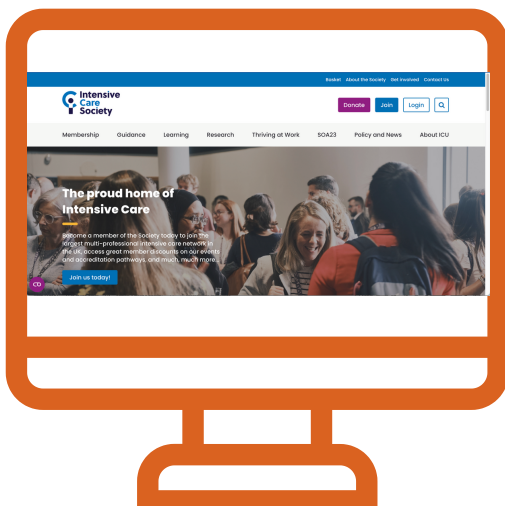 Basket About the Society Get involved Contact Us
Intensive
Care
Society
Donate Join Login
Membership Guidance Learning Research Thriving at Work SOA23 Policy and News About ICU
The proud home of
Intensive Care
Become a member of the Society today to join the
largest multi-professional intensive care network in
the UK, access great member discounts on our events
and accreditation pathways, and much, much more...
Join us today!